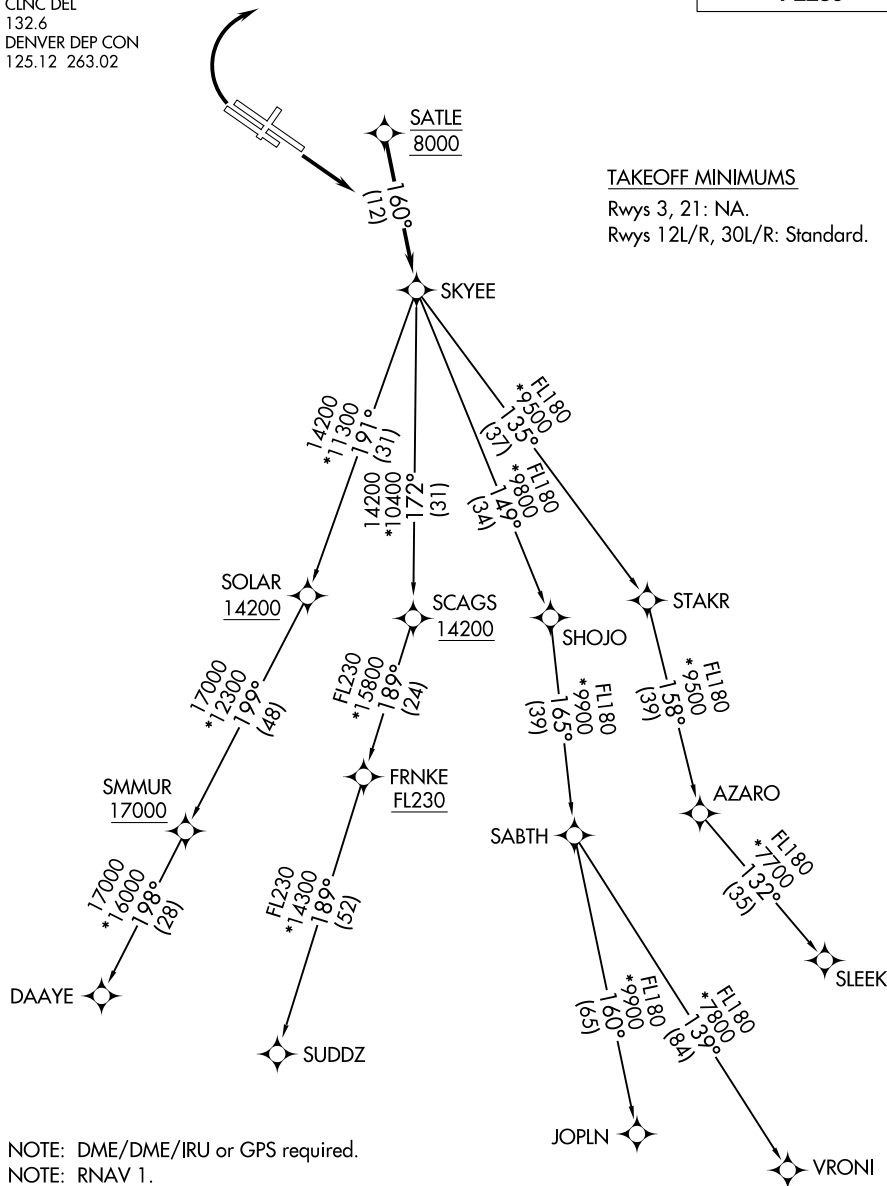 CLNC DEL
132.6
DENVER DEP CON
125.12 263.02
SATLE
8000
160°
(12)
TAKEOFF MINIMUMS
Rwys 3, 21: NA.
Rwys 12L/R, 30L/R: Standard.
SKYEE
14200
*11300
191°
(31)
14200
*10400
172°
(31)
FL180
*9800
149°
(34)
FL180
*9500
135°
(37)
SOLAR
14200
SCAGS
14200
SHOJO
STAKR
17000
*12300
199°
(48)
FL230
*15800
189°
(24)
FL180
*9900
165°
(39)
FL180
*9500
158°
(39)
SMMUR
17000
FRNKE
FL230
SABTH
AZARO
17000
*16000
198°
(28)
FL230
*14300
189°
(52)
FL180
*9900
160°
(65)
FL180
*7800
139°
(84)
FL180
*7700
132°
(35)
DAAYE
SUDDZ
SLEEK
JOPLN
VRONI
NOTE: DME/DME/IRU or GPS required.
NOTE: RNAV 1.